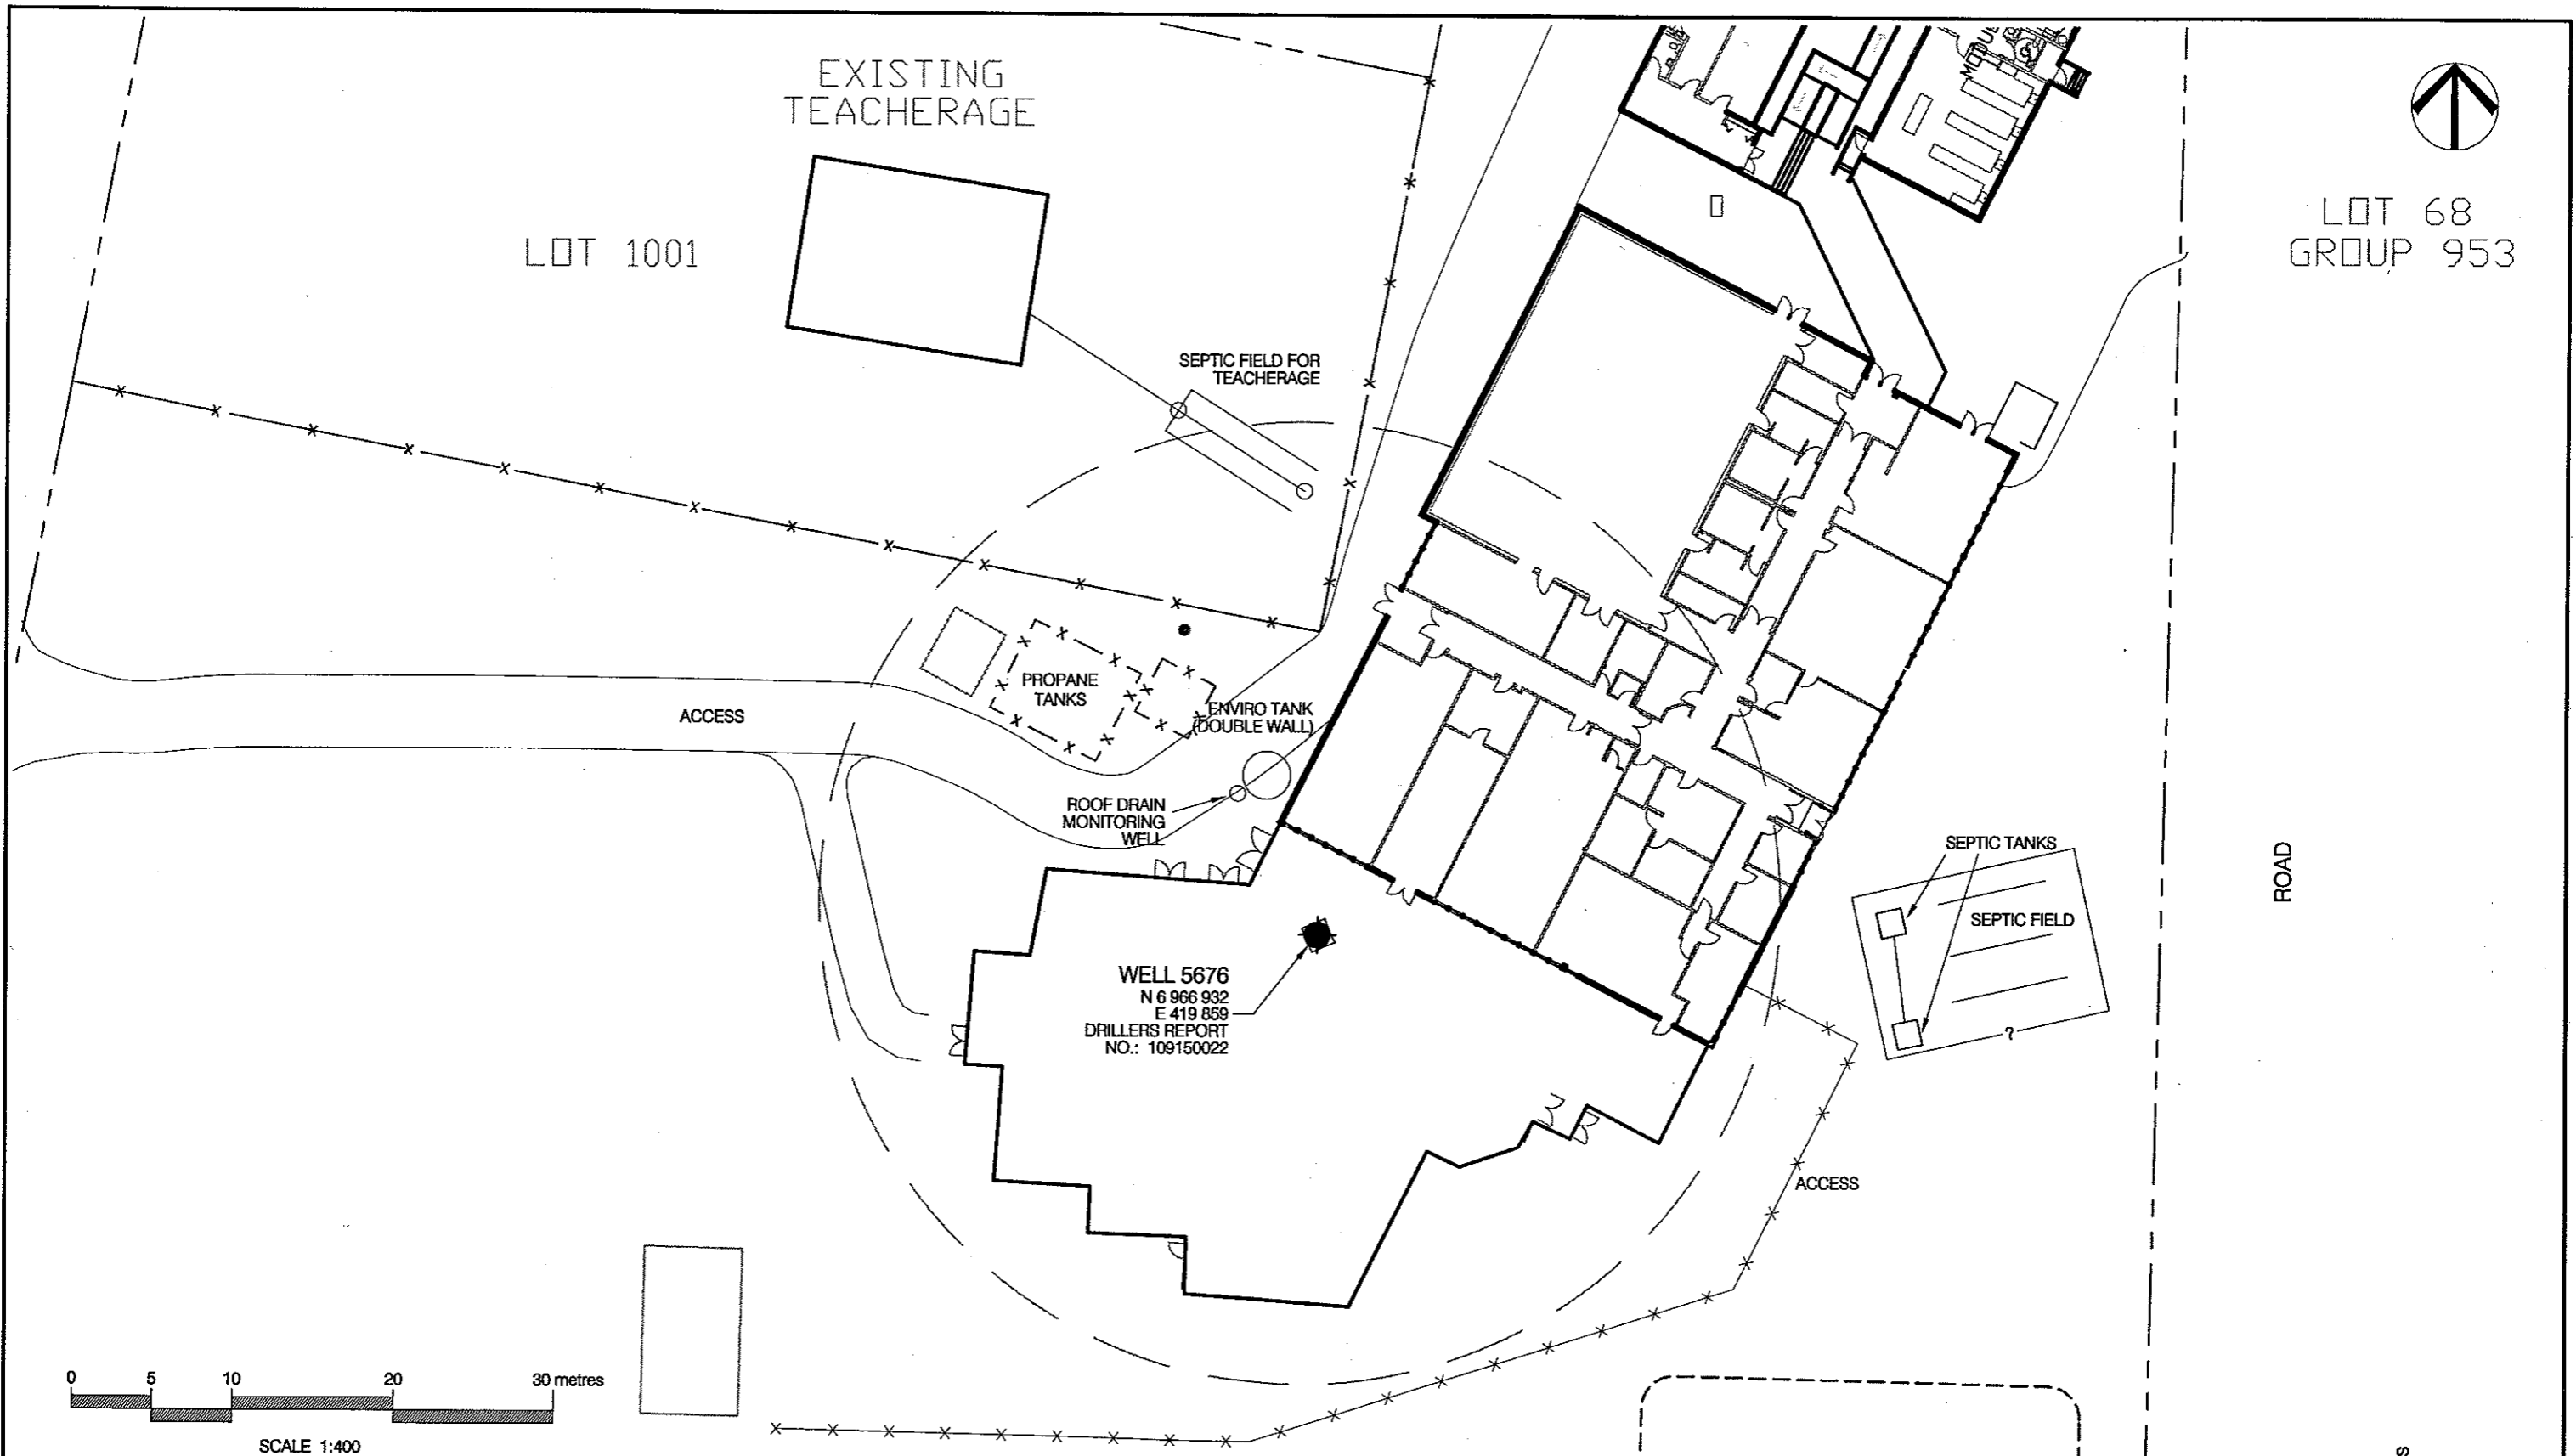 EXISTING
TEACHERAGE
LOT 1001
LOT 68
GROUP 953
SEPTIC FIELD FOR
TEACHERAGE
PROPANE
TANKS
ACCESS
ENVIRO TANK
(DOUBLE WALL)
ROOF DRAIN
MONITORING
WELL
SEPTIC TANKS
SEPTIC FIELD
?
ROAD
WELL 5676
N 6 966 932
E 419 859
DRILLERS REPORT
NO.: 109150022
ACCESS
0 5 10 20 30 metres
SCALE 1:400